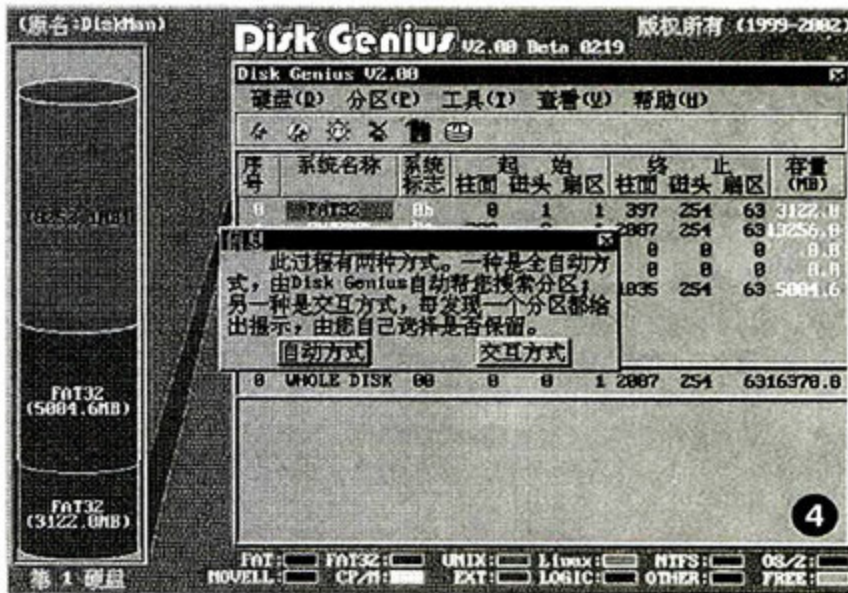 (原名:DiskMan)
Disk Genius V2.00 Beta 0219
版权所有 (1999-2002)
Disk Genius V2.00
硬盘(D) 分区(P) 工具(T) 查看(V) 帮助(H)
序号 系统名称 系统标志 起始 终止 容量(MB)
柱面 磁头 扇区 柱面 磁头 扇区
0 FAT32 0b 0 1 1 397 254 63 3122.0
2087 254 63 13256.0
0 0 0 0.0
0 0 0 0.0
1035 254 63 5004.6
此过程有两种方式。一种是全自动方
式,由Disk Genius自动帮您搜索分区;
另一种是交互方式,每发现一个分区都给
出提示,由您自己选择是否保留。
自动方式 交互方式
0 WHOLE DISK 00 0 0 1 2087 254 63 16370.0
FAT32
(5004.6MB)
FAT32
(3122.0MB)
4
第 1 硬盘
FAT: FAT32: UNIX: Linux: NTFS: OS/2:
NOVELL: CP/M: EXT: LOGIC: OTHER: FREE: